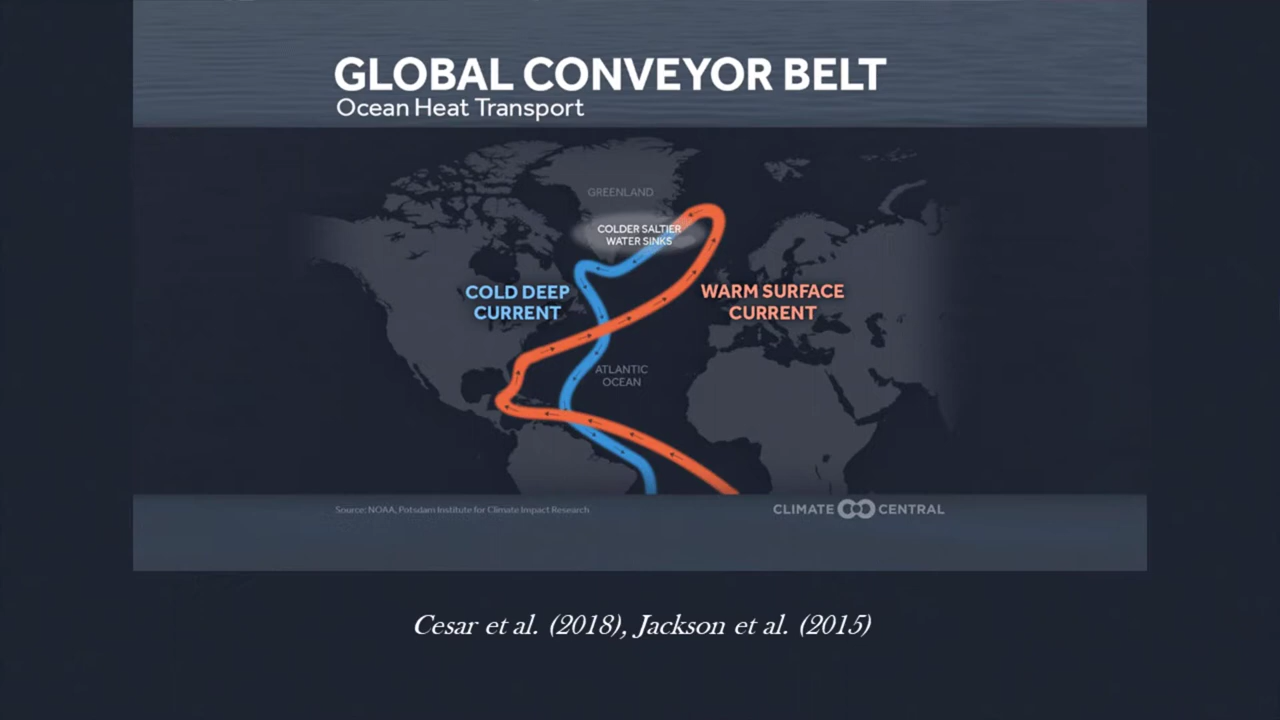 GLOBAL CONVEYOR BELT
Ocean Heat Transport
GREENLAND
COLDER SALTIER
WATER SINKS
COLD DEEP
CURRENT
WARM SURFACE
CURRENT
ATLANTIC
OCEAN
Source: NOAA, Potsdam Institute for Climate Impact Research
CLIMATE CENTRAL
Cesar et al. (2018), Jackson et al. (2015)